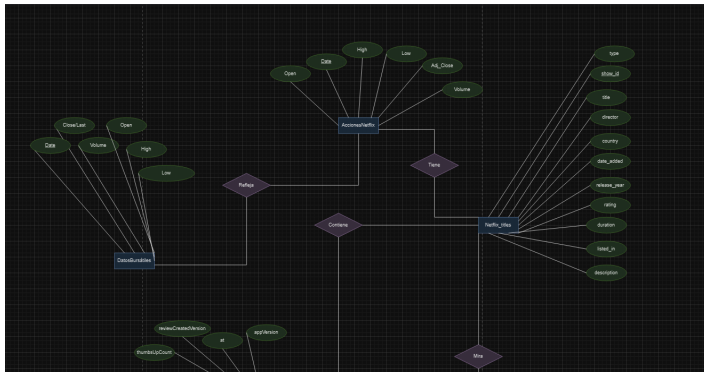 type
High
Low
Date
show_id
Adj_Close
Open
Volume
title
director
Close/Last
Open
AccionesNetflix
country
Date
Volume
High
date_added
Low
Tiene
release_year
Refleja
rating
Contiene
Netflix_titles
duration
listed_in
DatosBursátiles
description
reviewCreatedVersion
appVersion
at
thumbsUpCount
Mira